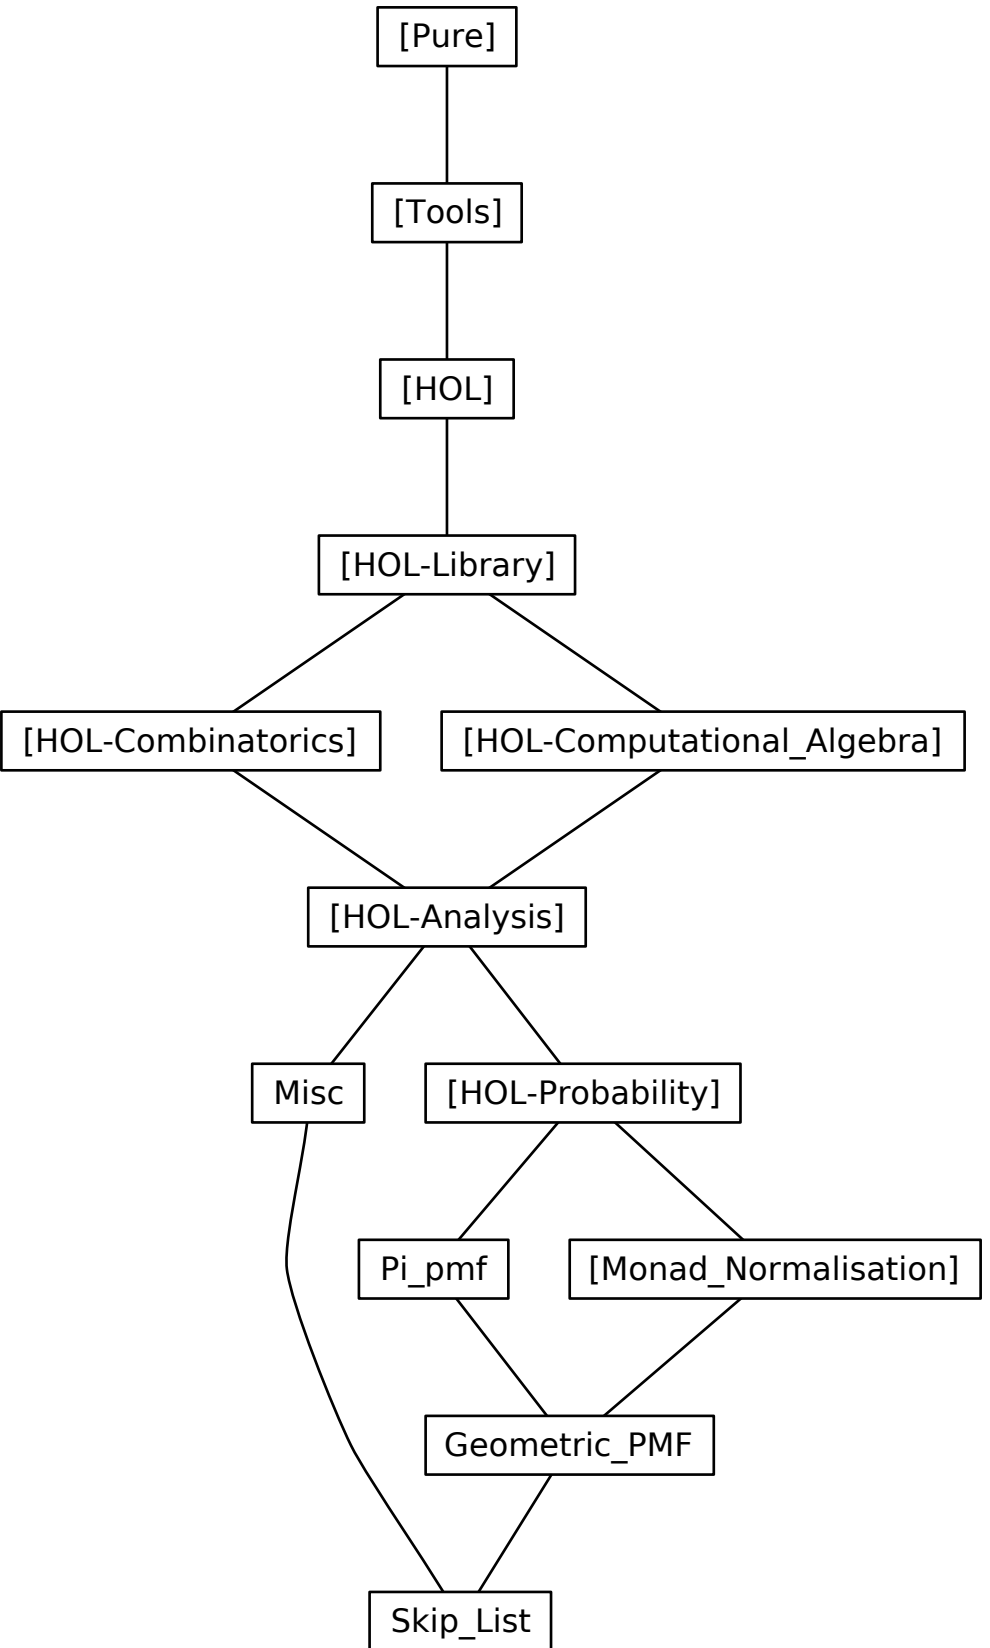 [Pure]
[Tools]
[HOL]
[HOL-Library]
[HOL-Combinatorics]
[HOL-Computational_Algebra]
[HOL-Analysis]
Misc
[HOL-Probability]
Pi_pmf
[Monad_Normalisation]
Geometric_PMF
Skip_List